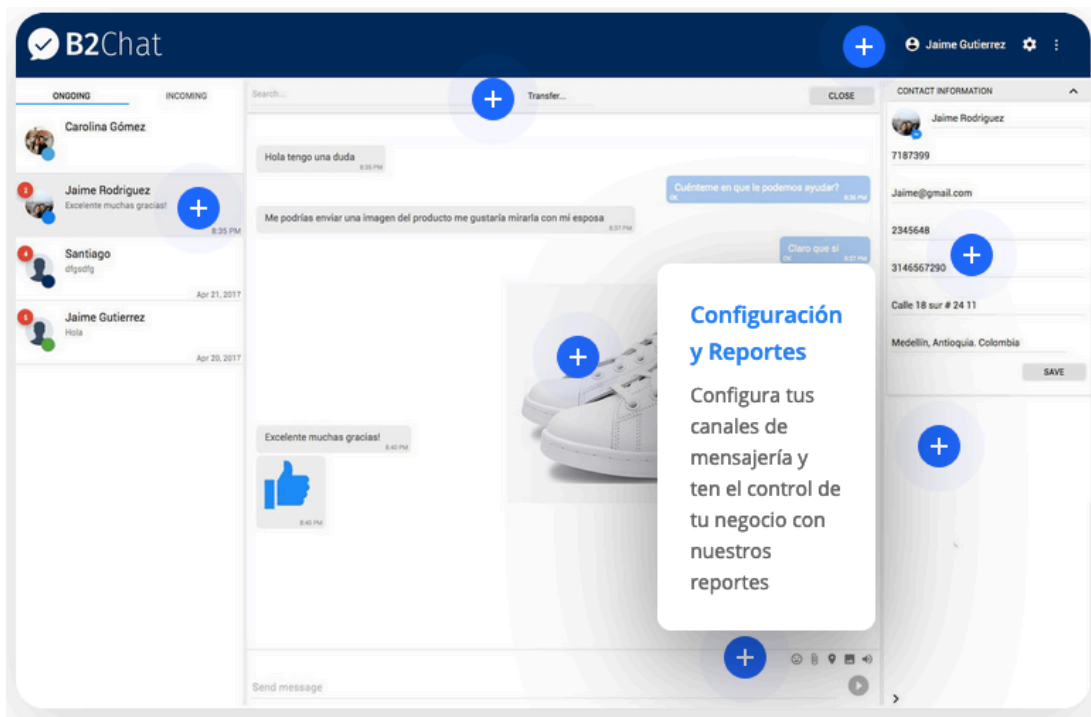 B2Chat
Jaime Gutierrez
ONGOING
INCOMING
Carolina Gómez
2
Jaime Rodriguez
Excelente muchas gracias!
8:35 PM
4
Santiago
dfgsdfg
Apr 21, 2017
5
Jaime Gutierrez
Hola
Apr 20, 2017
Search...
Transfer...
CLOSE
Hola tengo una duda
8:35 PM
Cuénteme en que le podemos ayudar?
OK 8:36 PM
Me podrías enviar una imagen del producto me gustaría mirarla con mi esposa
8:37 PM
Claro que si
OK 8:37 PM
Excelente muchas gracias!
8:40 PM
8:40 PM
Configuración
y Reportes
Configura tus
canales de
mensajería y
ten el control de
tu negocio con
nuestros
reportes
Send message
CONTACT INFORMATION
Jaime Rodriguez
7187399
Jaime@gmail.com
2345648
3146567290
Calle 18 sur # 24 11
Medellín, Antioquia. Colombia
SAVE